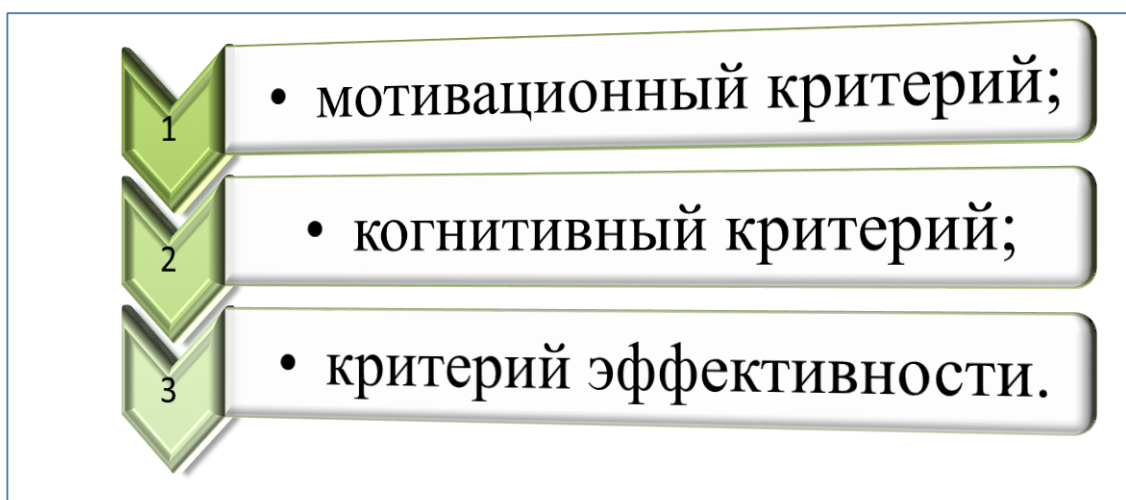 1
• мотивационный критерий;
2
• когнитивный критерий;
3
• критерий эффективности.